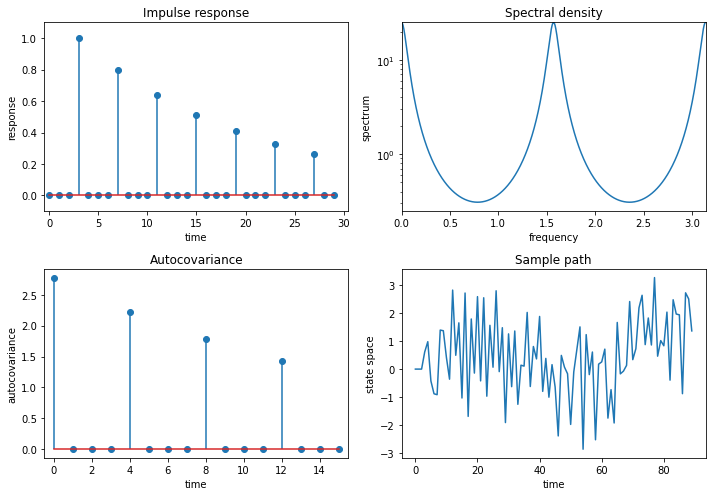 Impulse response
1.0
0.8
0.6
0.4
0.2
0.0
response
0 5 10 15 20 25 30
time
Spectral density
10¹
10⁰
spectrum
0.0 0.5 1.0 1.5 2.0 2.5 3.0
frequency
Autocovariance
2.5
2.0
1.5
1.0
0.5
0.0
autocovariance
0 2 4 6 8 10 12 14
time
Sample path
3
2
1
0
−1
−2
−3
state space
0 20 40 60 80
time